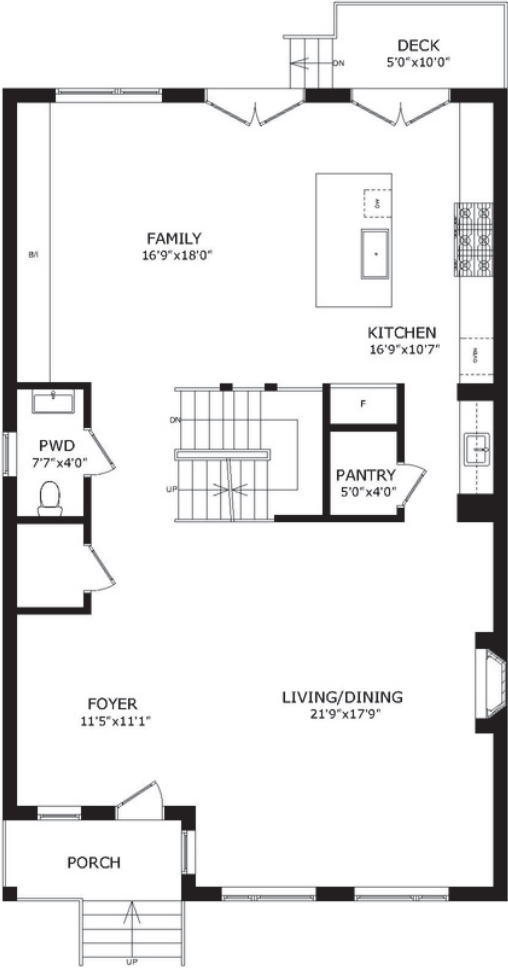 DECK
5'0"x10'0"
DN
FAMILY
16'9"x18'0"
B/I
KITCHEN
16'9"x10'7"
DN
F
PWD
7'7"x4'0"
PANTRY
5'0"x4'0"
UP
FOYER
11'5"x11'1"
LIVING/DINING
21'9"x17'9"
PORCH
UP